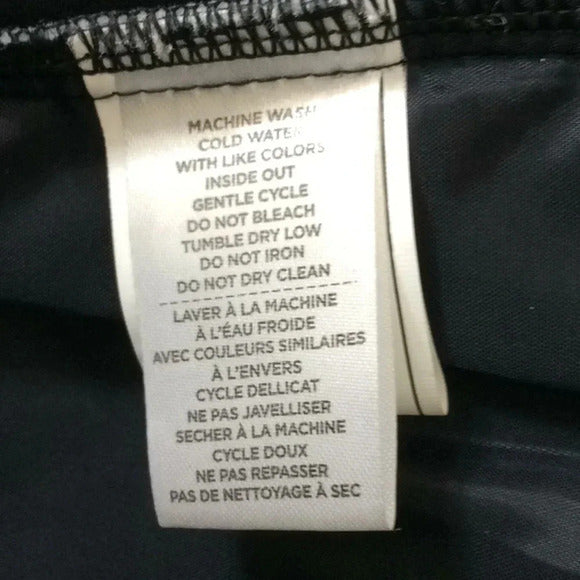 MACHINE WASH
COLD WATER
WITH LIKE COLORS
INSIDE OUT
GENTLE CYCLE
DO NOT BLEACH
TUMBLE DRY LOW
DO NOT IRON
DO NOT DRY CLEAN
LAVER À LA MACHINE
À L'ÉAU FROIDE
AVEC COULEURS SIMILAIRES
À L'ENVERS
CYCLE DELLICAT
NE PAS JAVELLISER
SECHER À LA MACHINE
CYCLE DOUX
NE PAS REPASSER
PAS DE NETTOYAGE À SEC